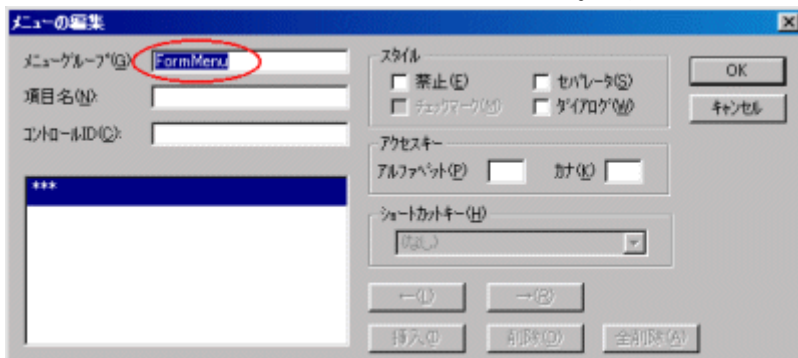 メニューの編集
メニューグループ(G): FormMenu
項目名(N):
コントロールID(C):
***
スタイル
禁止(E)
セパレータ(S)
チェックマーク(M)
ダイアログ(W)
OK
キャンセル
アクセスキー
アルファベット(P)
カナ(K)
ショートカットキー(H)
(なし)
←(L)
→(R)
挿入(I)
削除(D)
全削除(A)